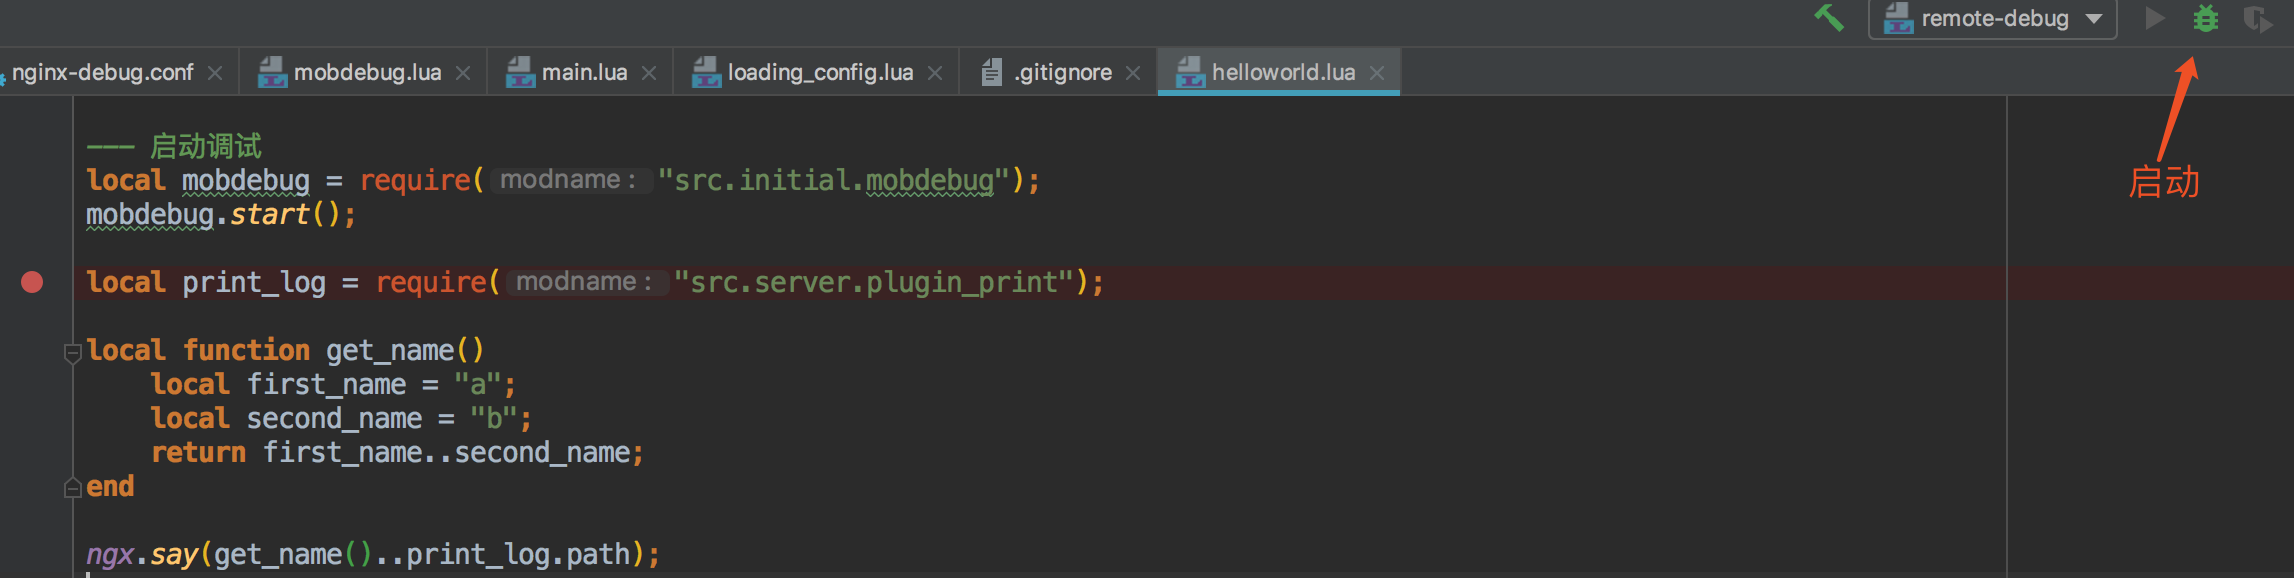 remote-debug
nginx-debug.conf mobdebug.lua main.lua loading_config.lua .gitignore helloworld.lua
--- 启动调试
local mobdebug = require( modname: "src.initial.mobdebug");
mobdebug.start();
启动
local print_log = require( modname: "src.server.plugin_print");
local function get_name()
local first_name = "a";
local second_name = "b";
return first_name..second_name;
end
ngx.say(get_name()..print_log.path);